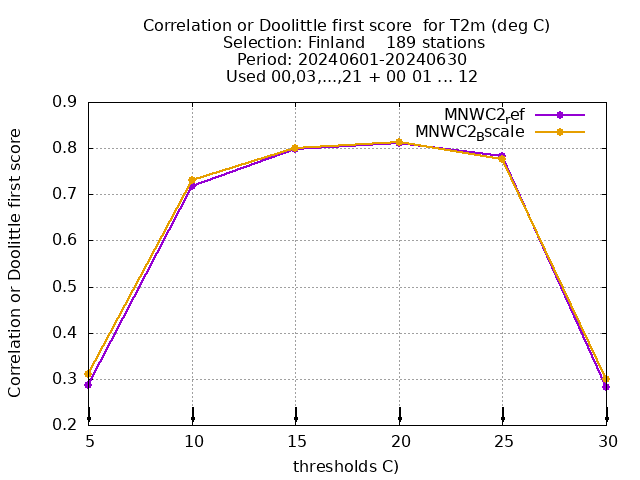 Correlation or Doolittle first score  for T2m (deg C)
Selection: Finland    189 stations
Period: 20240601-20240630
Used 00,03,...,21 + 00 01 ... 12
MNWC2ref
MNWC2Bscale
Correlation or Doolittle first score
0.9
0.8
0.7
0.6
0.5
0.4
0.3
0.2
5 10 15 20 25 30
thresholds C)